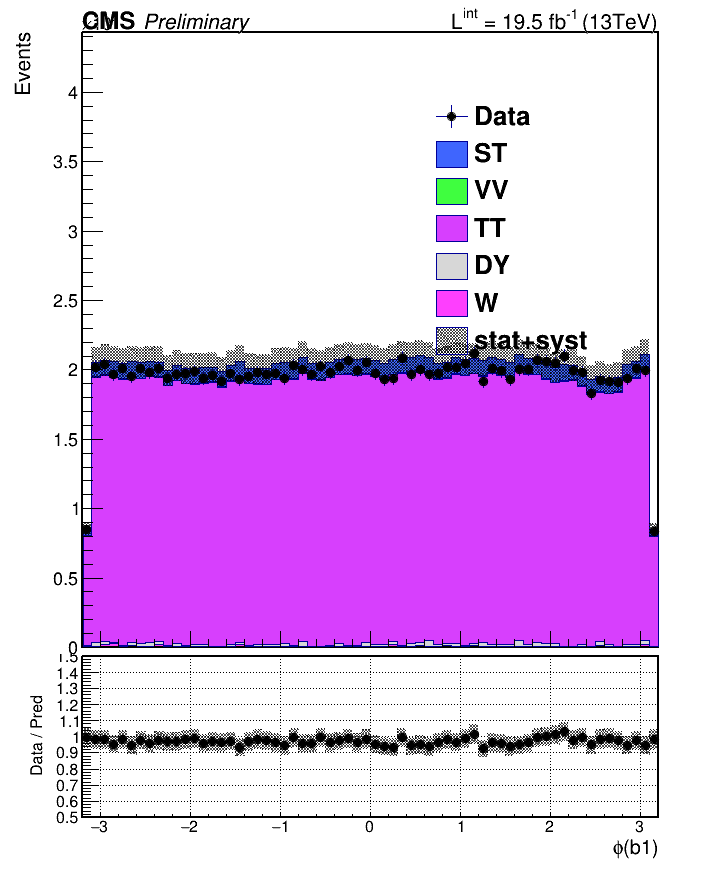 CMS Preliminary L^int = 19.5 fb^-1 (13TeV)
Events
4
3.5
3
2.5
2
1.5
1
0.5
0
Data
ST
VV
TT
DY
W
stat+syst
Data / Pred
1.5
1.4
1.3
1.2
1.1
1
0.9
0.8
0.7
0.6
0.5
−3 −2 −1 0 1 2 3
ϕ(b1)